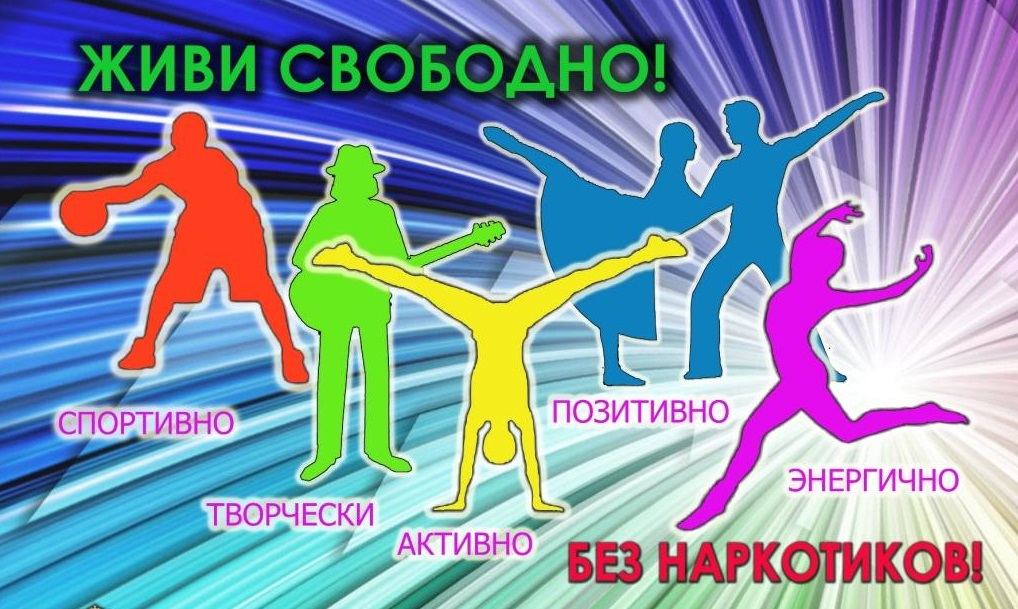 ЖИВИ СВОБОДНО!
СПОРТИВНО
ПОЗИТИВНО
ЭНЕРГИЧНО
ТВОРЧЕСКИ
АКТИВНО
БЕЗ НАРКОТИКОВ!